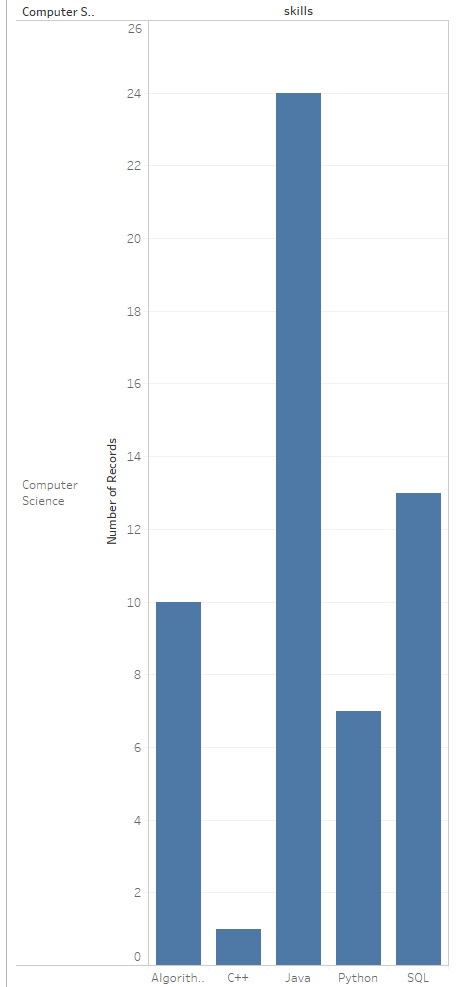 Computer S..
skills
26
24
22
20
18
16
14
12
10
8
6
4
2
0
Number of Records
Computer
Science
Algorith..
C++
Java
Python
SQL